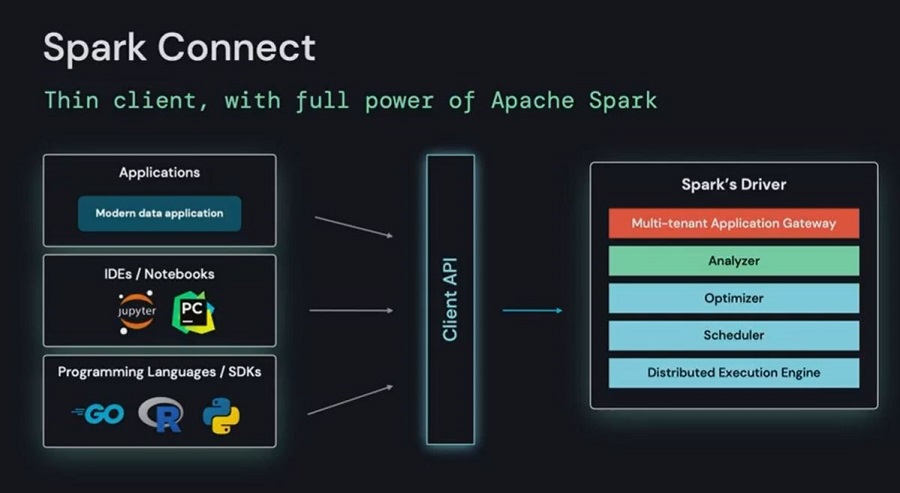 Spark Connect
Thin client, with full power of Apache Spark
Applications
Modern data application
IDEs / Notebooks
jupyter
PC
Programming Languages / SDKs
GO
R
Client API
Spark's Driver
Multi-tenant Application Gateway
Analyzer
Optimizer
Scheduler
Distributed Execution Engine